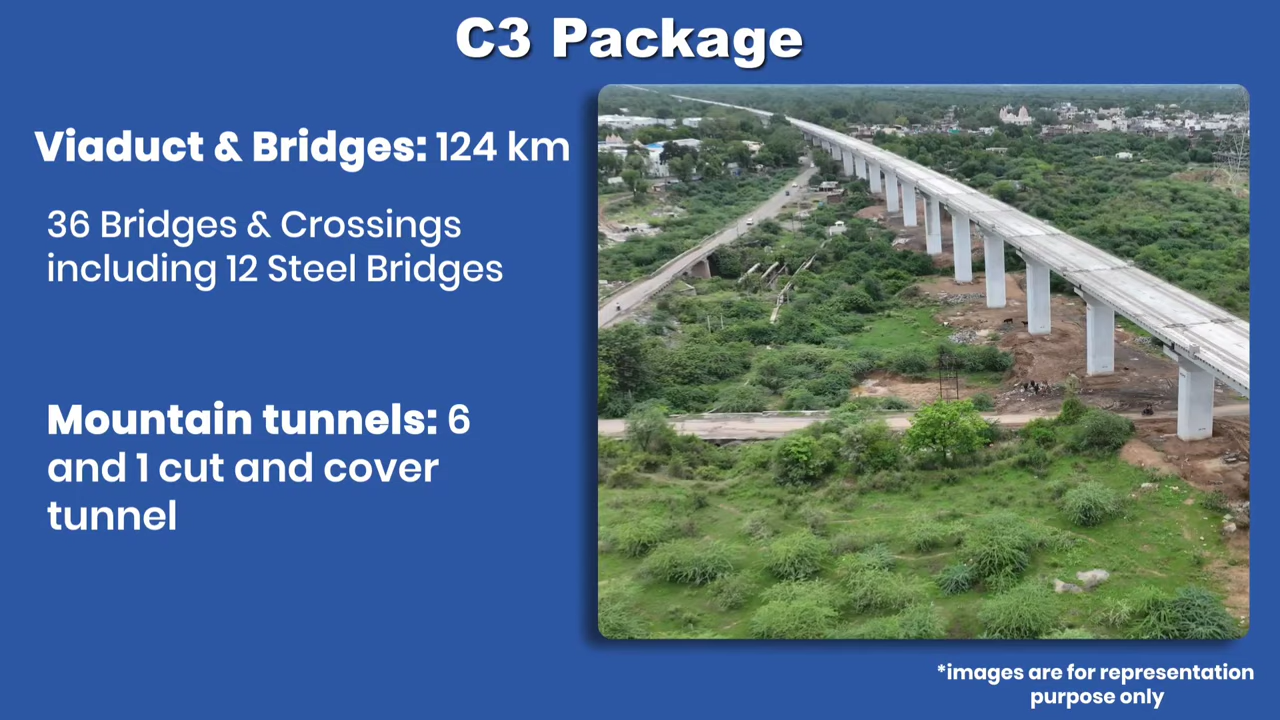 C3 Package
Viaduct & Bridges: 124 km
36 Bridges & Crossings
including 12 Steel Bridges
Mountain tunnels: 6
and 1 cut and cover
tunnel
*images are for representation
purpose only